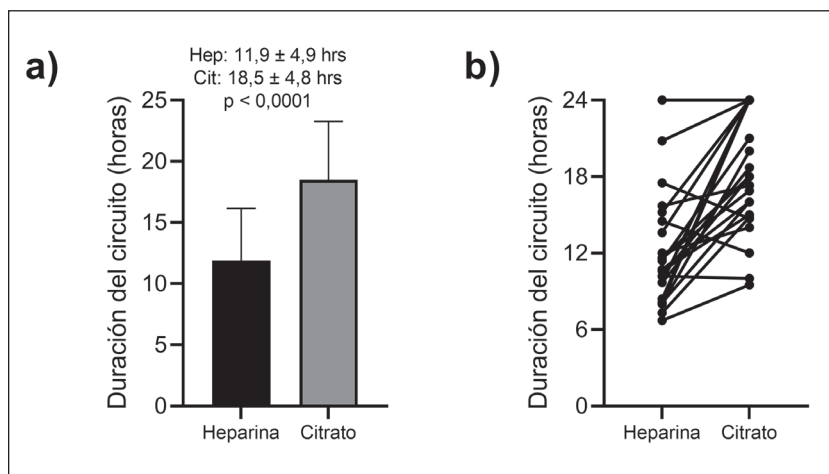 a)
Hep: 11,9 ± 4,9 hrs
Cit: 18,5 ± 4,8 hrs
p < 0,0001
Duración del circuito (horas)
25
20
15
10
5
0
Heparina
Citrato
b)
Duración del circuito (horas)
24
18
12
6
0
Heparina
Citrato